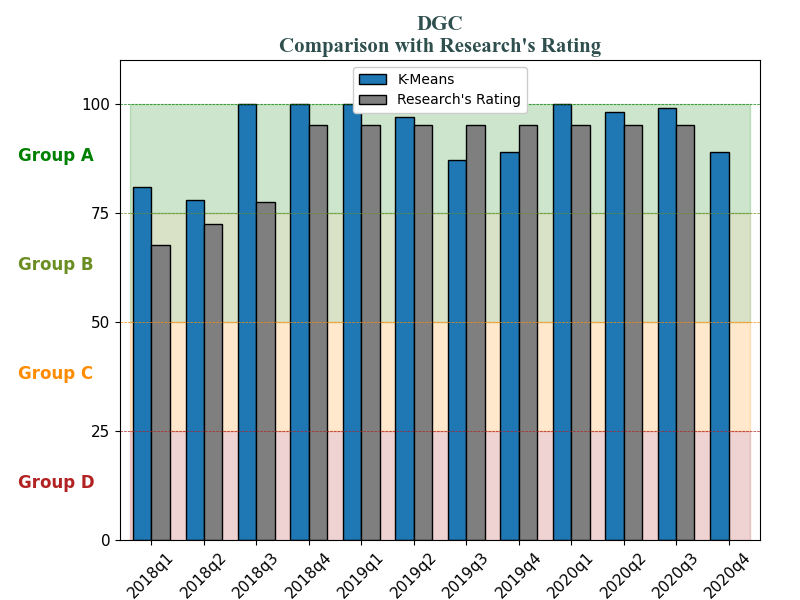 DGC
Comparison with Research's Rating
K-Means
Research's Rating
100
Group A
75
Group B
50
Group C
25
Group D
0
2018q1
2018q2
2018q3
2018q4
2019q1
2019q2
2019q3
2019q4
2020q1
2020q2
2020q3
2020q4